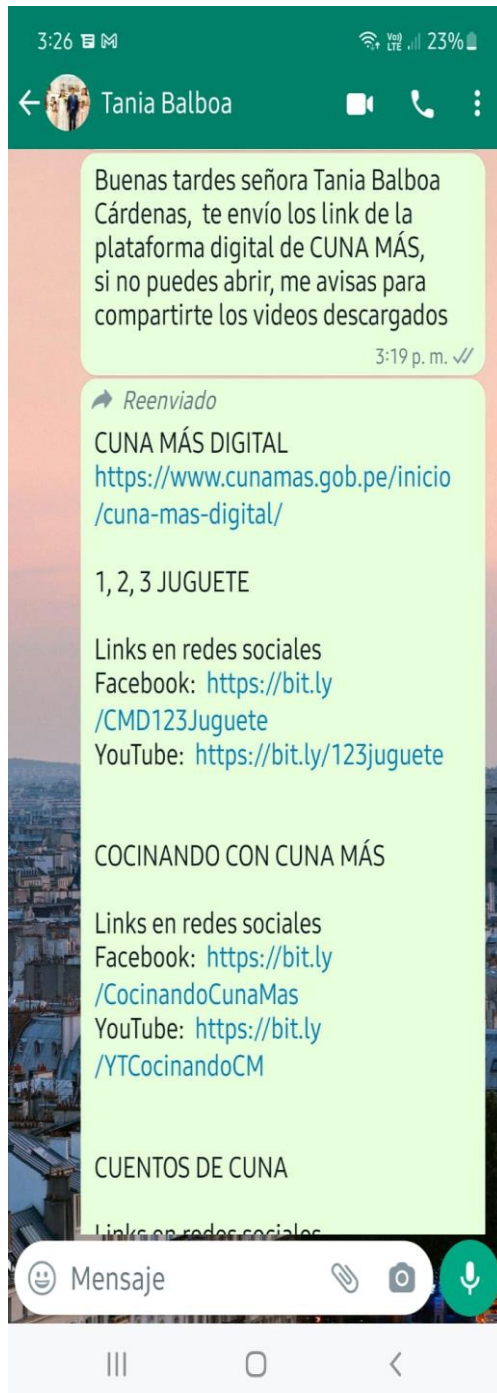 3:26 23%
Tania Balboa
Buenas tardes señora Tania Balboa
Cárdenas, te envío los link de la
plataforma digital de CUNA MÁS,
si no puedes abrir, me avisas para
compartirte los videos descargados
3:19 p. m.
Reenviado
CUNA MÁS DIGITAL
https://www.cunamas.gob.pe/inicio
/cuna-mas-digital/
1, 2, 3 JUGUETE
Links en redes sociales
Facebook: https://bit.ly
/CMD123Juguete
YouTube: https://bit.ly/123juguete
COCINANDO CON CUNA MÁS
Links en redes sociales
Facebook: https://bit.ly
/CocinandoCunaMas
YouTube: https://bit.ly
/YTCocinandoCM
CUENTOS DE CUNA
Links en redes sociales
Mensaje